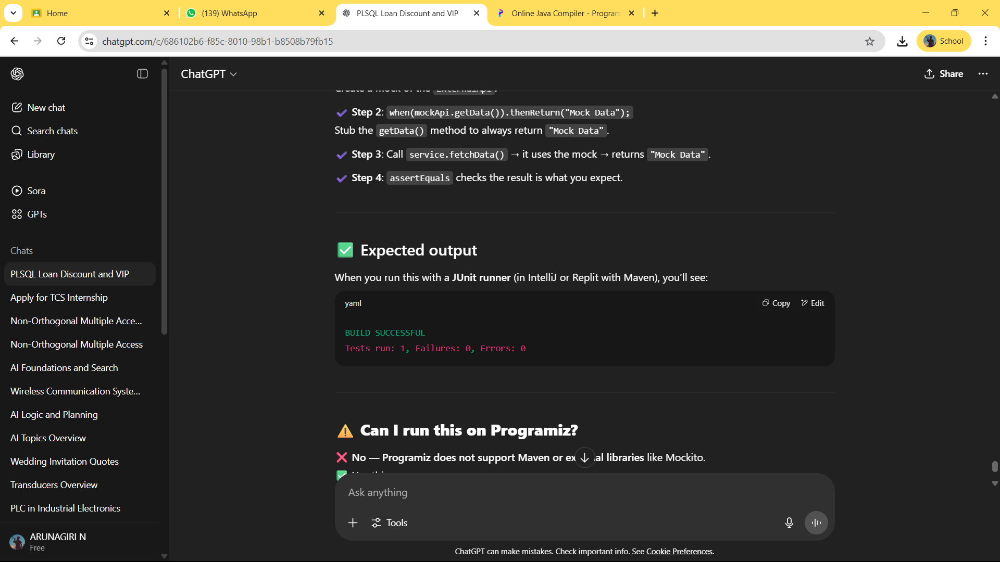 Home
(139) WhatsApp
PLSQL Loan Discount and VIP
Online Java Compiler - Program
chatgpt.com/c/686102b6-f85c-8010-98b1-b8508b79fb15
School
ChatGPT
Share
New chat
Search chats
Library
Sora
GPTs
Chats
PLSQL Loan Discount and VIP
Apply for TCS Internship
Non-Orthogonal Multiple Acce...
Non-Orthogonal Multiple Access
AI Foundations and Search
Wireless Communication Syste...
AI Logic and Planning
AI Topics Overview
Wedding Invitation Quotes
Transducers Overview
PLC in Industrial Electronics
ARUNAGIRI N
Free
Step 2: when(mockApi.getData()).thenReturn("Mock Data");
Stub the getData() method to always return "Mock Data".
Step 3: Call service.fetchData() → it uses the mock → returns "Mock Data".
Step 4: assertEquals checks the result is what you expect.
Expected output
When you run this with a JUnit runner (in IntelliJ or Replit with Maven), you'll see:
yaml
Copy
Edit
BUILD SUCCESSFUL
Tests run: 1, Failures: 0, Errors: 0
Can I run this on Programiz?
No — Programiz does not support Maven or ex al libraries like Mockito.
Ask anything
Tools
ChatGPT can make mistakes. Check important info. See Cookie Preferences.